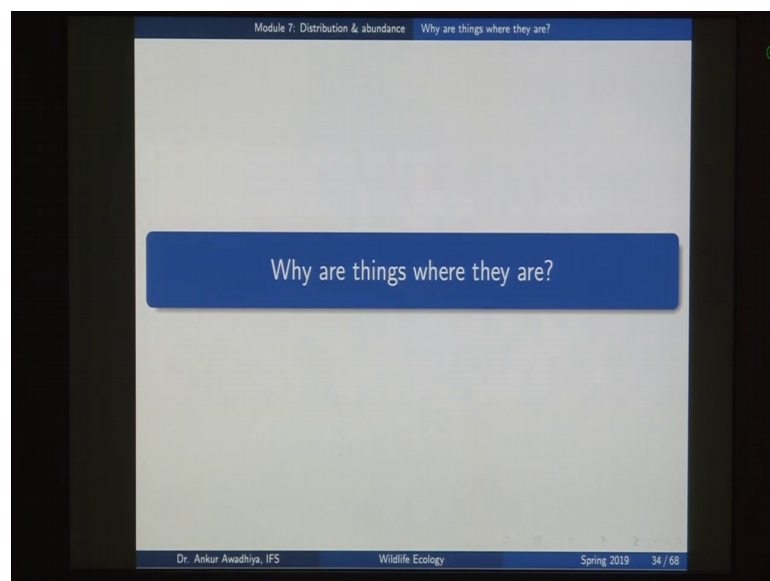 Module 7: Distribution & abundance Why are things where they are?
Why are things where they are?
Dr. Ankur Awadhiya, IFS Wildlife Ecology Spring 2019 34 / 68